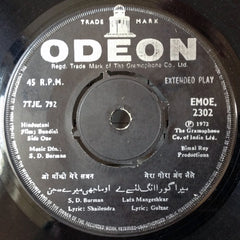 TRADE MARK
ODEON
Regd. Trade Mark of The Gramophone Co. Ltd.
45 R.P.M.
EXTENDED PLAY
7TJE. 792
EMOE. 2302
Hindustani
Film: Bandini
Side One
Music Dir.
S. D. Burman
℗ 1972
The Gramophone Co. of India
Bimal Roy Productions
ओ माँझी मेरे साजन
मेरा गोरा अंग लैले
S. D. Burman
Lyric: Shailendra
Lata Mangeshkar
Lyric: Gulzar